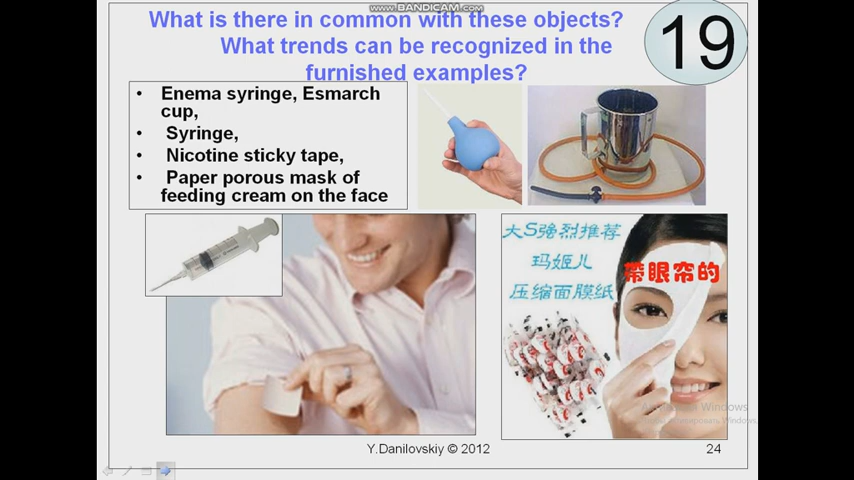 www.BANDICAM.com
What is there in common with these objects?
What trends can be recognized in the
furnished examples?
19
• Enema syringe, Esmarch
cup,
• Syringe,
• Nicotine sticky tape,
• Paper porous mask of
feeding cream on the face
大S强烈推荐
玛姬儿
压缩面膜纸
带眼帘的
Windows
Windows,
Y.Danilovskiy © 2012
24